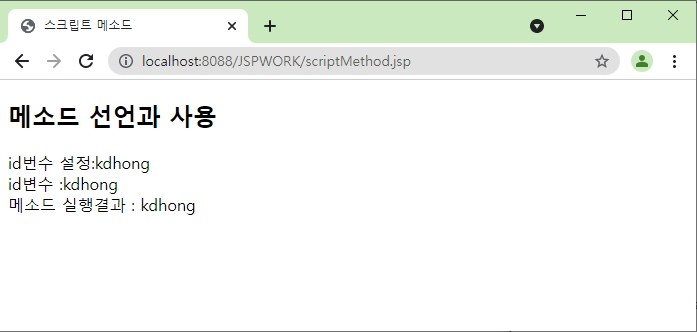 스크립트 메소드
localhost:8088/JSPWORK/scriptMethod.jsp
메소드 선언과 사용
id번수 설정:kdhong
id변수 :kdhong
메소드 실행결과 : kdhong